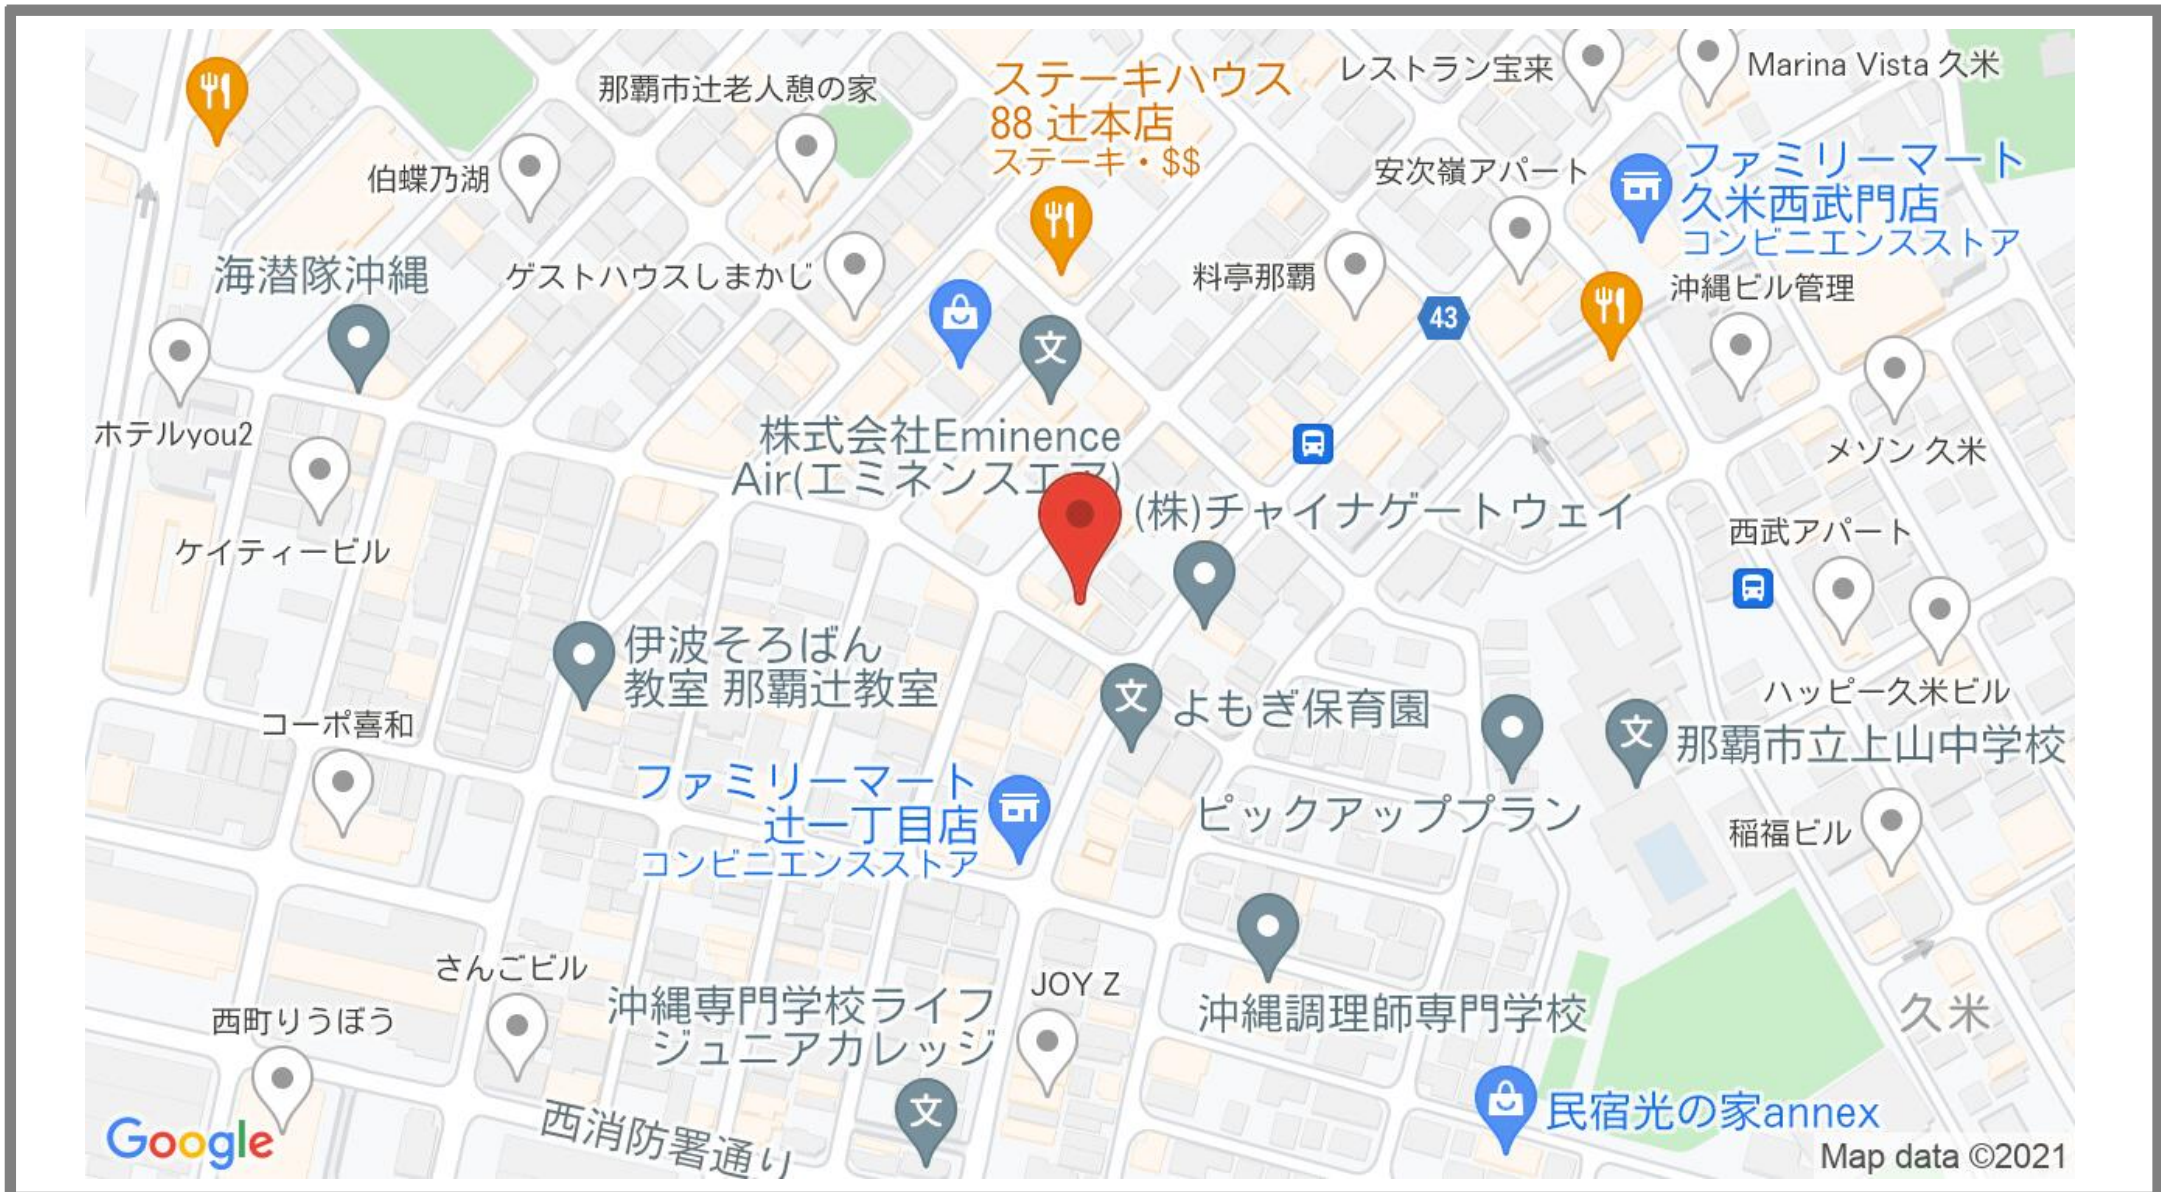 レストラン宝来
Marina Vista 久米
那覇市辻老人憩の家
ステーキハウス
88 辻本店
ステーキ・$$
伯蝶乃湖
安次嶺アパート
ファミリーマート
久米西武門店
コンビニエンスストア
海潜隊沖縄
ゲストハウスしまかじ
料亭那覇
43
沖縄ビル管理
ホテルyou2
文
株式会社Eminence
Air(エミネンスエア)
メゾン 久米
(株)チャイナゲートウェイ
ケイティービル
西武アパート
伊波そろばん
教室 那覇辻教室
文
よもぎ保育園
ハッピー久米ビル
文
那覇市立上山中学校
コーポ喜和
ファミリーマート
辻一丁目店
コンビニエンスストア
ピックアッププラン
稲福ビル
さんごビル
JOY Z
沖縄専門学校ライフ
ジュニアカレッジ
沖縄調理師専門学校
久米
西町りうぼう
文
民宿光の家annex
西消防署通り
Google
Map data ©2021